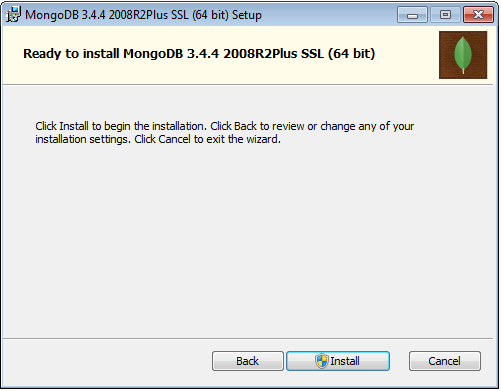 MongoDB 3.4.4 2008R2Plus SSL (64 bit) Setup
Ready to install MongoDB 3.4.4 2008R2Plus SSL (64 bit)
Click Install to begin the installation. Click Back to review or change any of your
installation settings. Click Cancel to exit the wizard.
Back Install Cancel